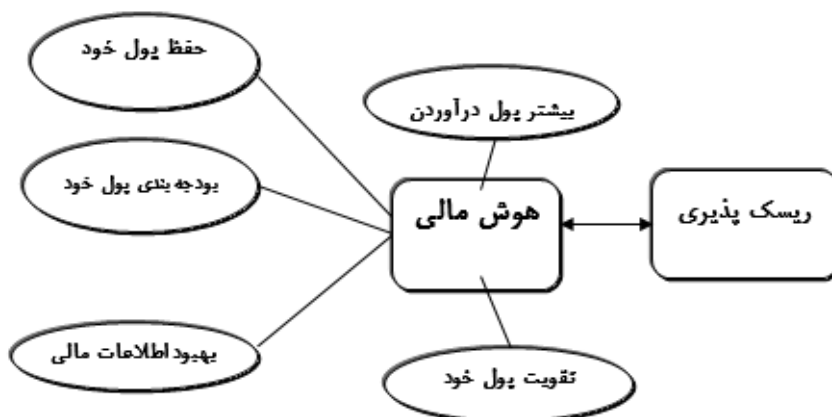 حفظ پول خود
بیشتر پول درآوردن
بودجه بندی پول خود
هوش مالی
ریسک پذیری
بهبود اطلاعات مالی
تقویت پول خود